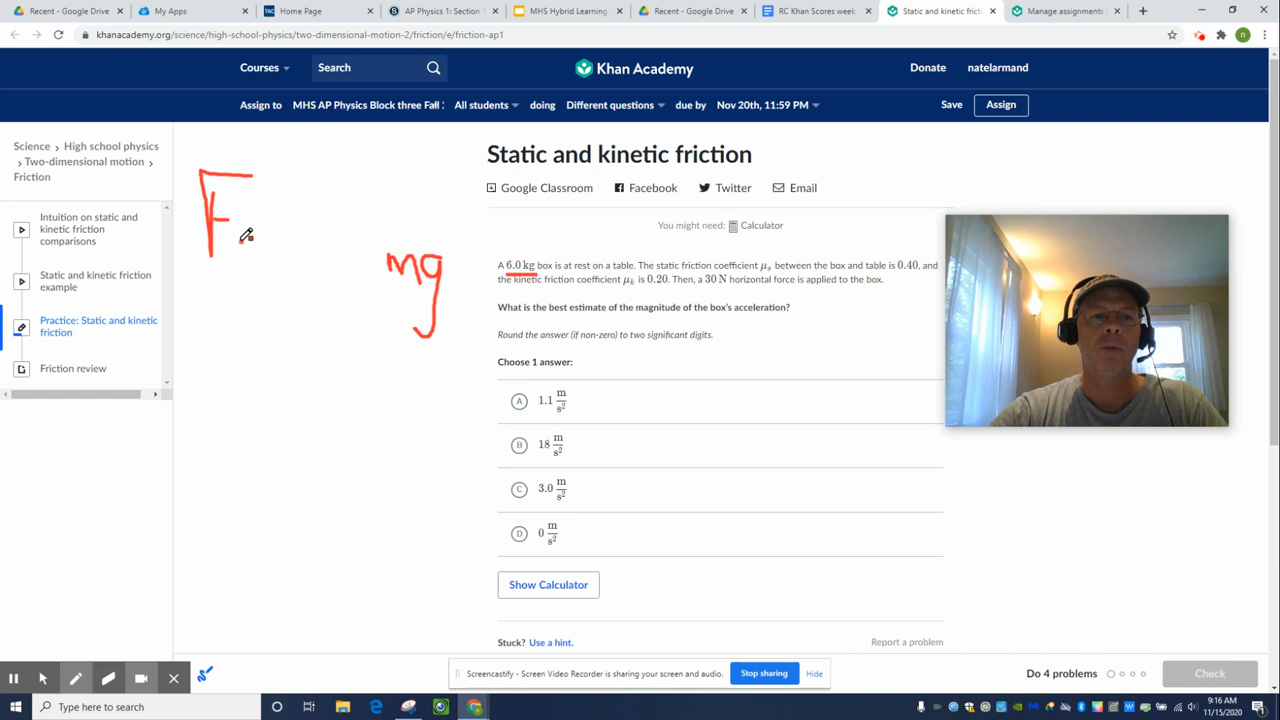 Recent - Google Drive
My Apps
Home Page
AP Physics 1: Section
MHS Hybrid Learning
Recent - Google Drive
RC Khan Scores week
Static and kinetic fricti
Manage assignments |
khanacademy.org/science/high-school-physics/two-dimensional-motion-2/friction/e/friction-ap1
Courses
Search
Khan Academy
Donate
natelarmand
Assign to MHS AP Physics Block three Fall All students doing Different questions due by Nov 20th, 11:59 PM Save Assign
Science > High school physics
> Two-dimensional motion >
Friction
Intuition on static and
kinetic friction
comparisons
Static and kinetic friction
example
Practice: Static and kinetic
friction
Friction review
F
mg
Static and kinetic friction
Google Classroom Facebook Twitter Email
You might need: Calculator
A 6.0 kg box is at rest on a table. The static friction coefficient μs between the box and table is 0.40, and
the kinetic friction coefficient μk is 0.20. Then, a 30 N horizontal force is applied to the box.
What is the best estimate of the magnitude of the box's acceleration?
Round the answer (if non-zero) to two significant digits.
Choose 1 answer:
A 1.1 m/s²
B 18 m/s²
C 3.0 m/s²
D 0 m/s²
Show Calculator
Stuck? Use a hint.
Report a problem
Screencastify - Screen Video Recorder is sharing your screen and audio. Stop sharing Hide
Do 4 problems
Check
Type here to search
9:16 AM
11/15/2020